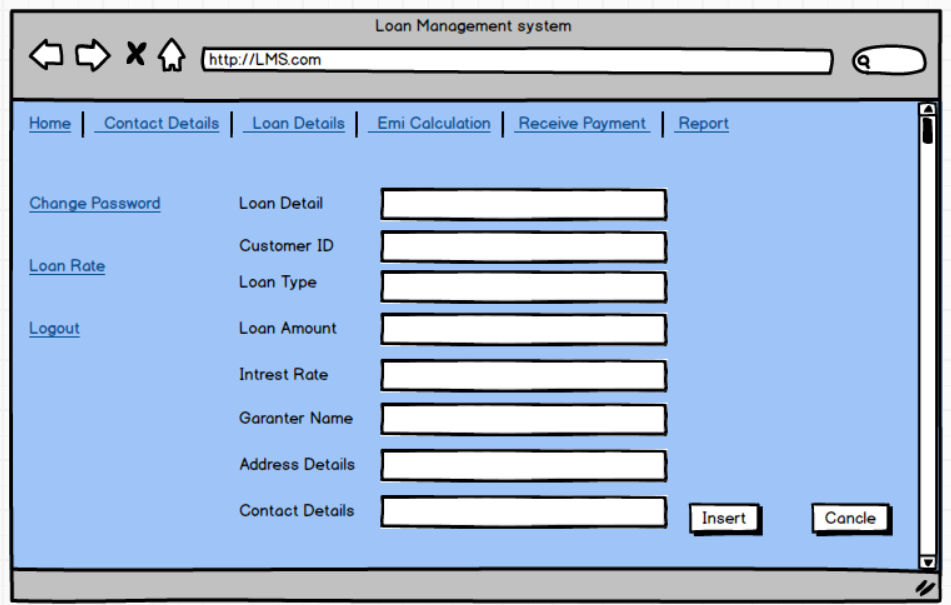 Loan Management system
http://LMS.com
Home Contact Details Loan Details Emi Calculation Receive Payment Report
Change Password Loan Detail
Customer ID
Loan Rate
Loan Type
Logout Loan Amount
Intrest Rate
Garanter Name
Address Details
Contact Details Insert Cancle